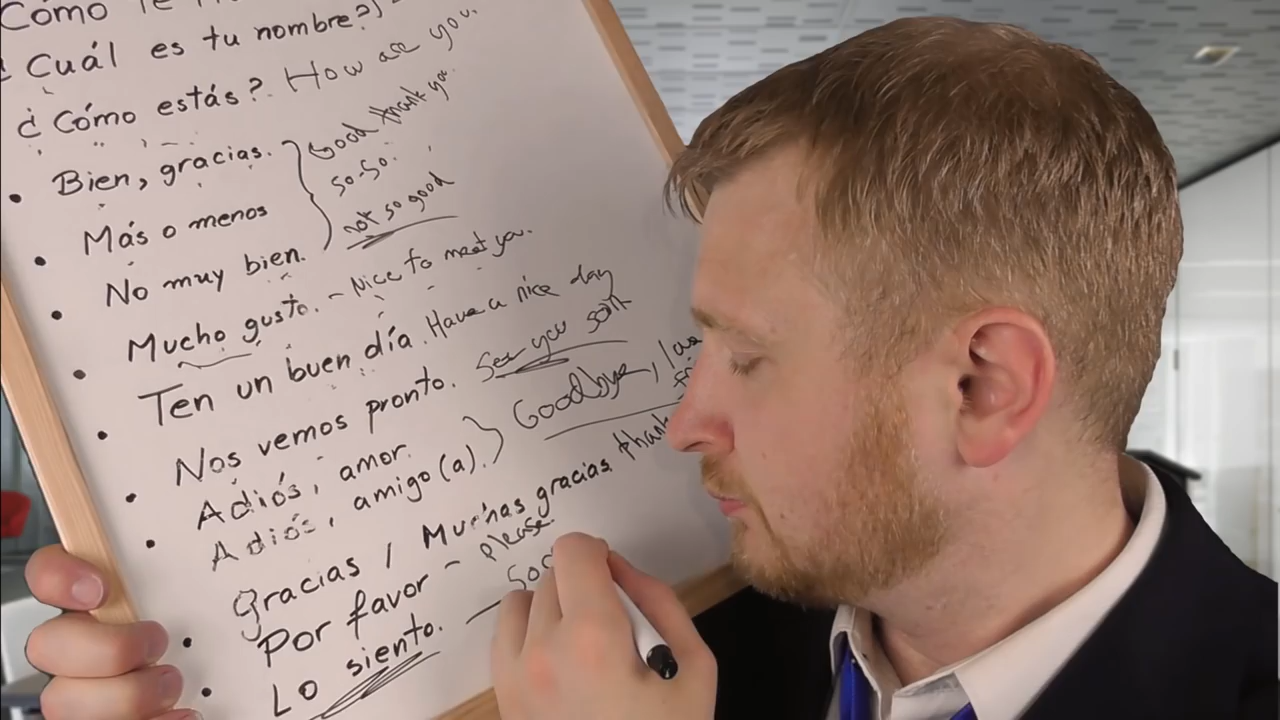 Cómo
¿Cuál es tu nombre?)
¿Cómo estás? How are you.
Bien, gracias. Good thank you.
Más o menos so-so.
No muy bien. not so good
Mucho gusto. - Nice to meet you.
Ten un buen día. Have a nice day
Nos vemos pronto. See you
Adiós, amor. Goodbye,
Adiós, amigo(a).
Gracias / Muchas gracias. thank
Por favor - please.
Lo siento. -